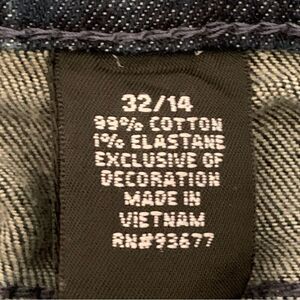 32/14
99% COTTON
1% ELASTANE
EXCLUSIVE OF
DECORATION
MADE IN
VIETNAM
RN#93677